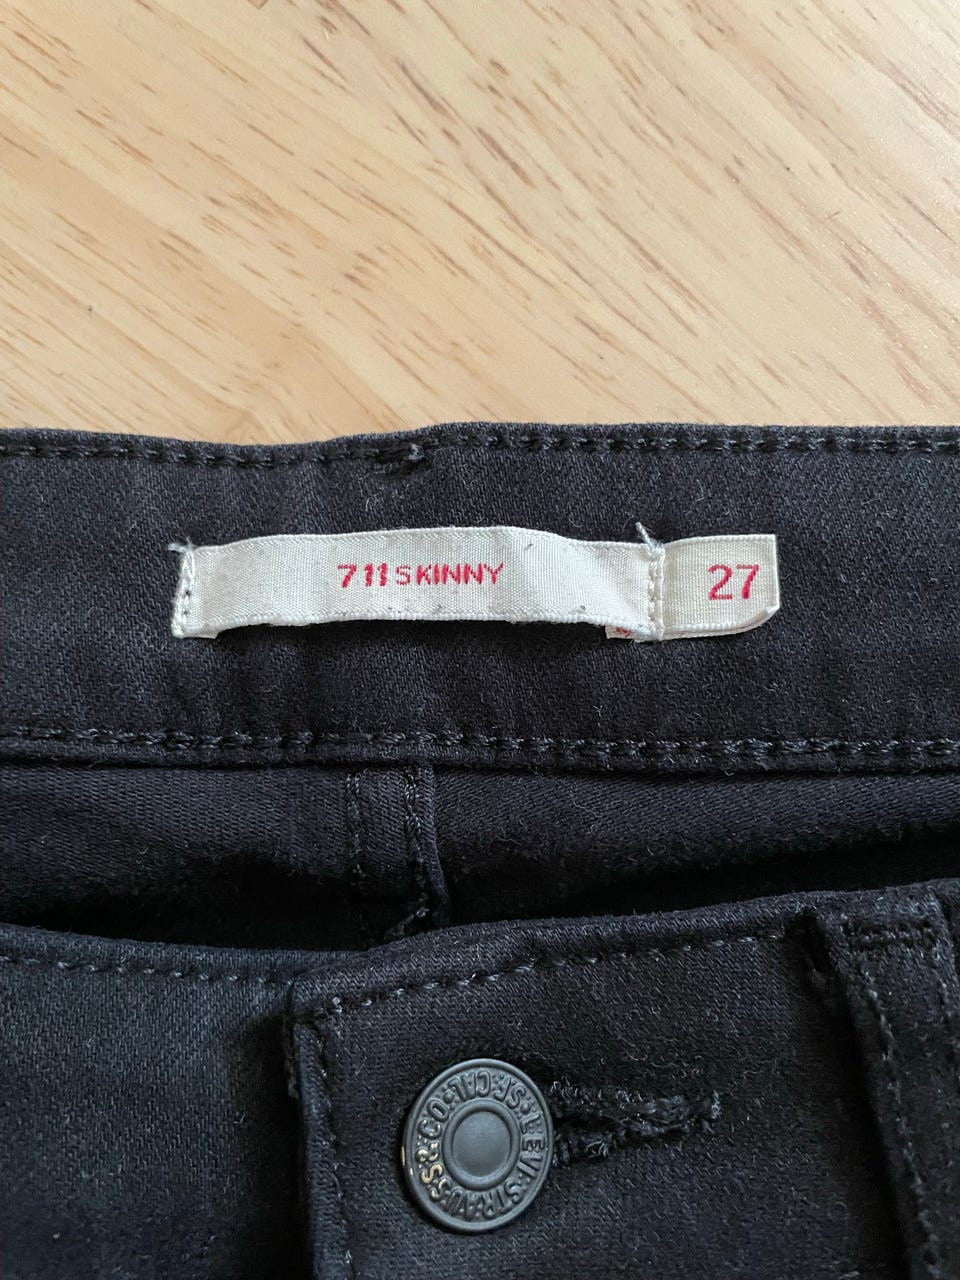 711 SKINNY
27
LEVI STRAUSS & CO. S.F. CAL.